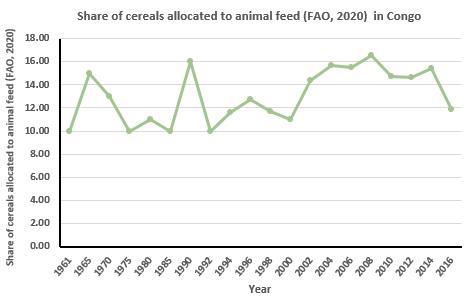 Share of cereals allocated to animal feed (FAO, 2020)  in Congo
Share of cereals allocated to animal feed (FAO, 2020)
18.00
16.00
14.00
12.00
10.00
8.00
6.00
4.00
2.00
0.00
1961 1965 1970 1975 1980 1985 1990 1992 1994 1996 1998 2000 2002 2004 2006 2008 2010 2012 2014 2016
Year